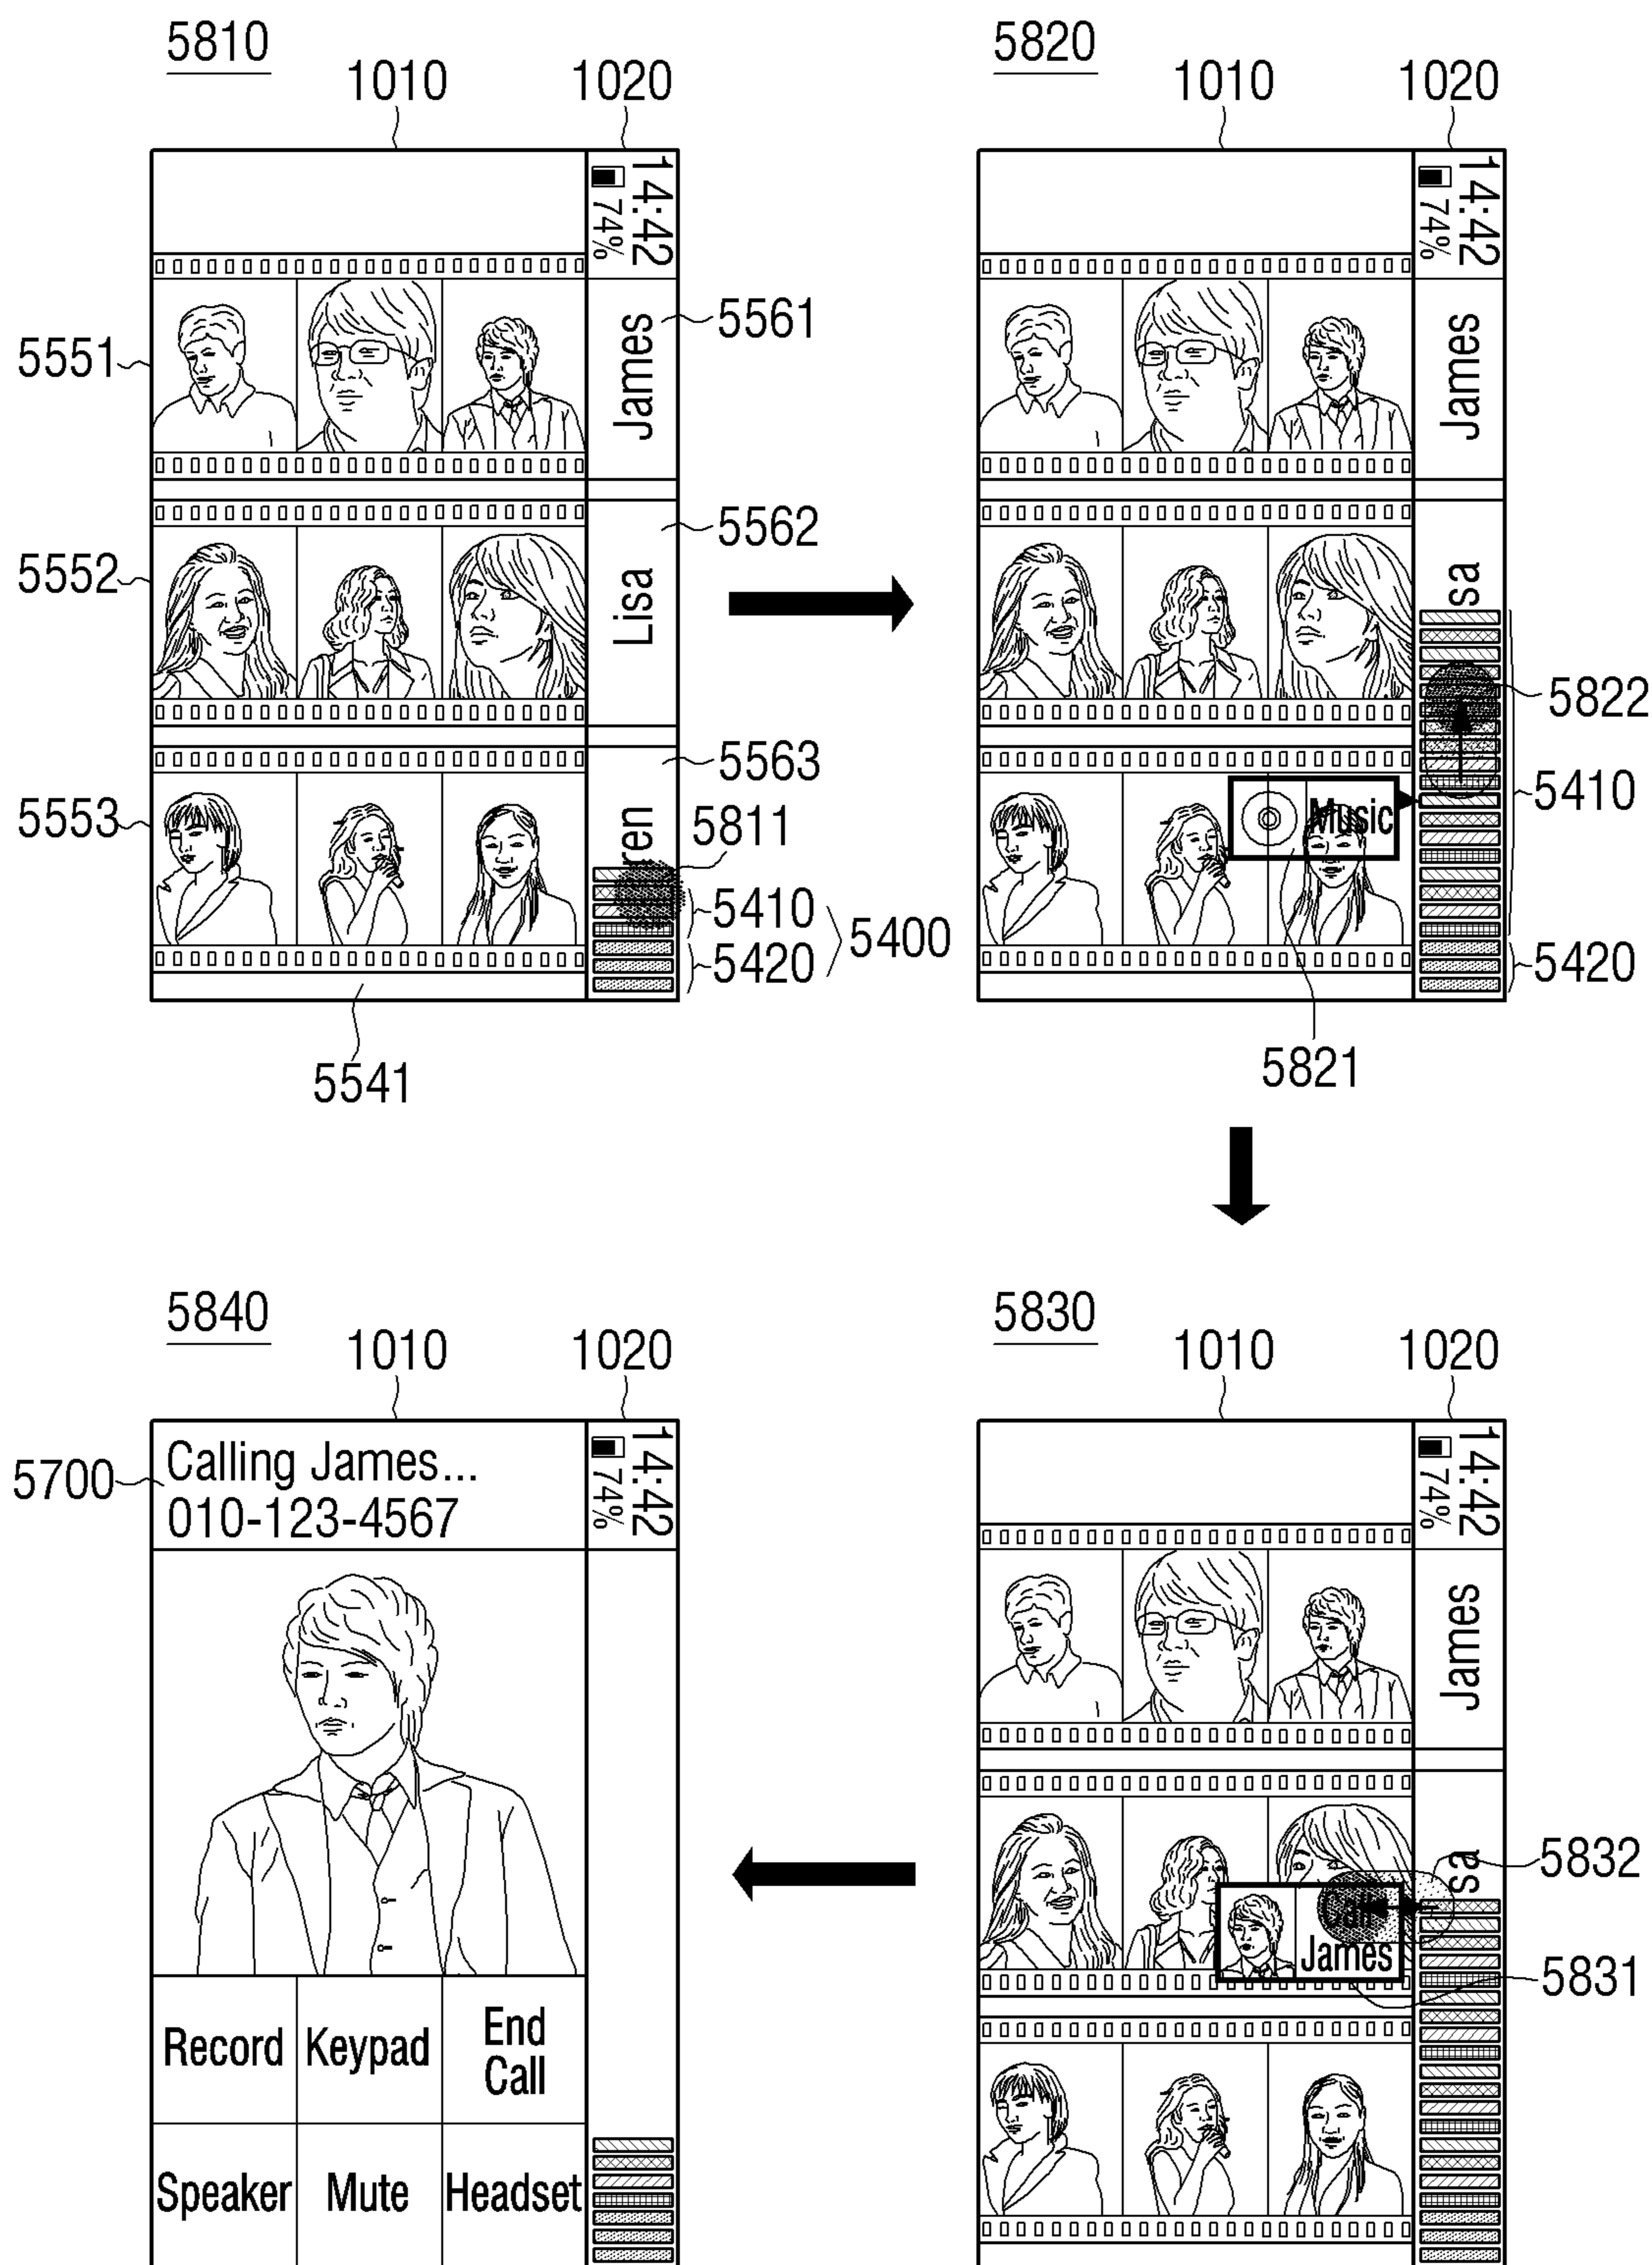 5810
1010
1020
14:42
74%
5551
James
5561
5552
Lisa
5562
5553
ren
5563
5811
5410
5420
5400
5541
5820
1010
1020
14:42
74%
James
sa
5822
Music
5410
5420
5821
5840
1010
1020
5700
Calling James...
010-123-4567
14:42
74%
Record
Keypad
End
Call
Speaker
Mute
Headset
5830
1010
1020
14:42
74%
James
sa
5832
Call
James
5831